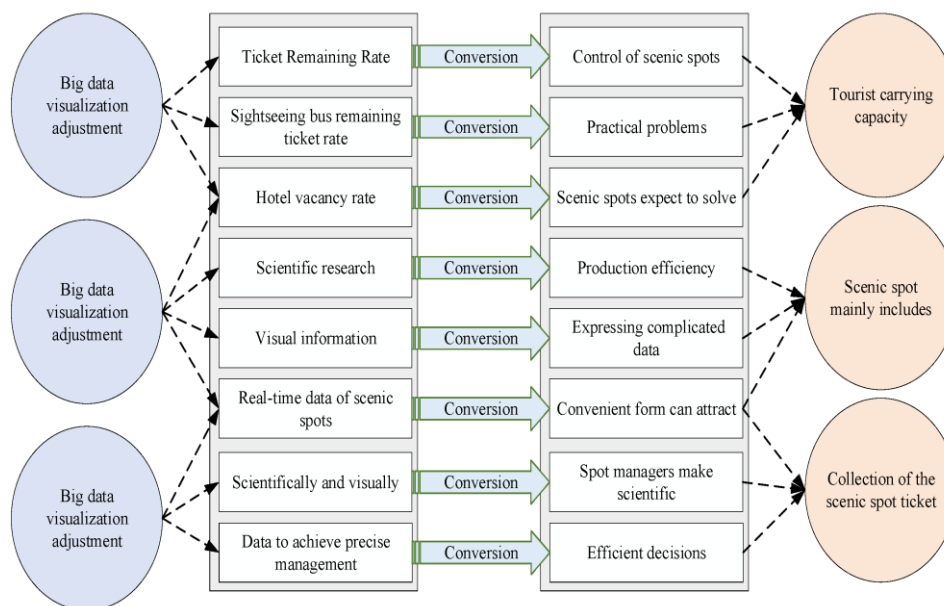 Big data
visualization
adjustment
Big data
visualization
adjustment
Big data
visualization
adjustment
Ticket Remaining Rate
Sightseeing bus remaining
ticket rate
Hotel vacancy rate
Scientific research
Visual information
Real-time data of scenic
spots
Scientifically and visually
Data to achieve precise
management
Conversion
Conversion
Conversion
Conversion
Conversion
Conversion
Conversion
Conversion
Control of scenic spots
Practical problems
Scenic spots expect to solve
Production efficiency
Expressing complicated
data
Convenient form can attract
Spot managers make
scientific
Efficient decisions
Tourist carrying
capacity
Scenic spot
mainly includes
Collection of the
scenic spot ticket